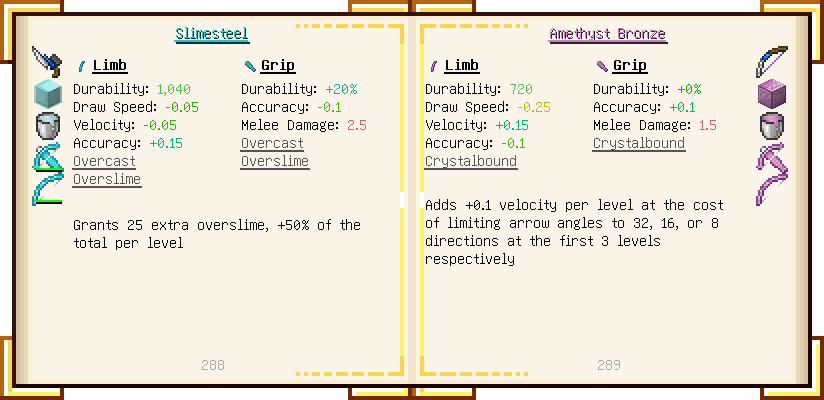 Slimesteel
Limb
Durability: 1,040
Draw Speed: -0.05
Velocity: -0.05
Accuracy: +0.15
Overcast
Overslime
Grip
Durability: +20%
Accuracy: -0.1
Melee Damage: 2.5
Overcast
Overslime
Grants 25 extra overslime, +50% of the
total per level
288
Amethyst Bronze
Limb
Durability: 720
Draw Speed: -0.25
Velocity: +0.15
Accuracy: -0.1
Crystalbound
Grip
Durability: +0%
Accuracy: +0.1
Melee Damage: 1.5
Crystalbound
Adds +0.1 velocity per level at the cost
of limiting arrow angles to 32, 16, or 8
directions at the first 3 levels
respectively
289